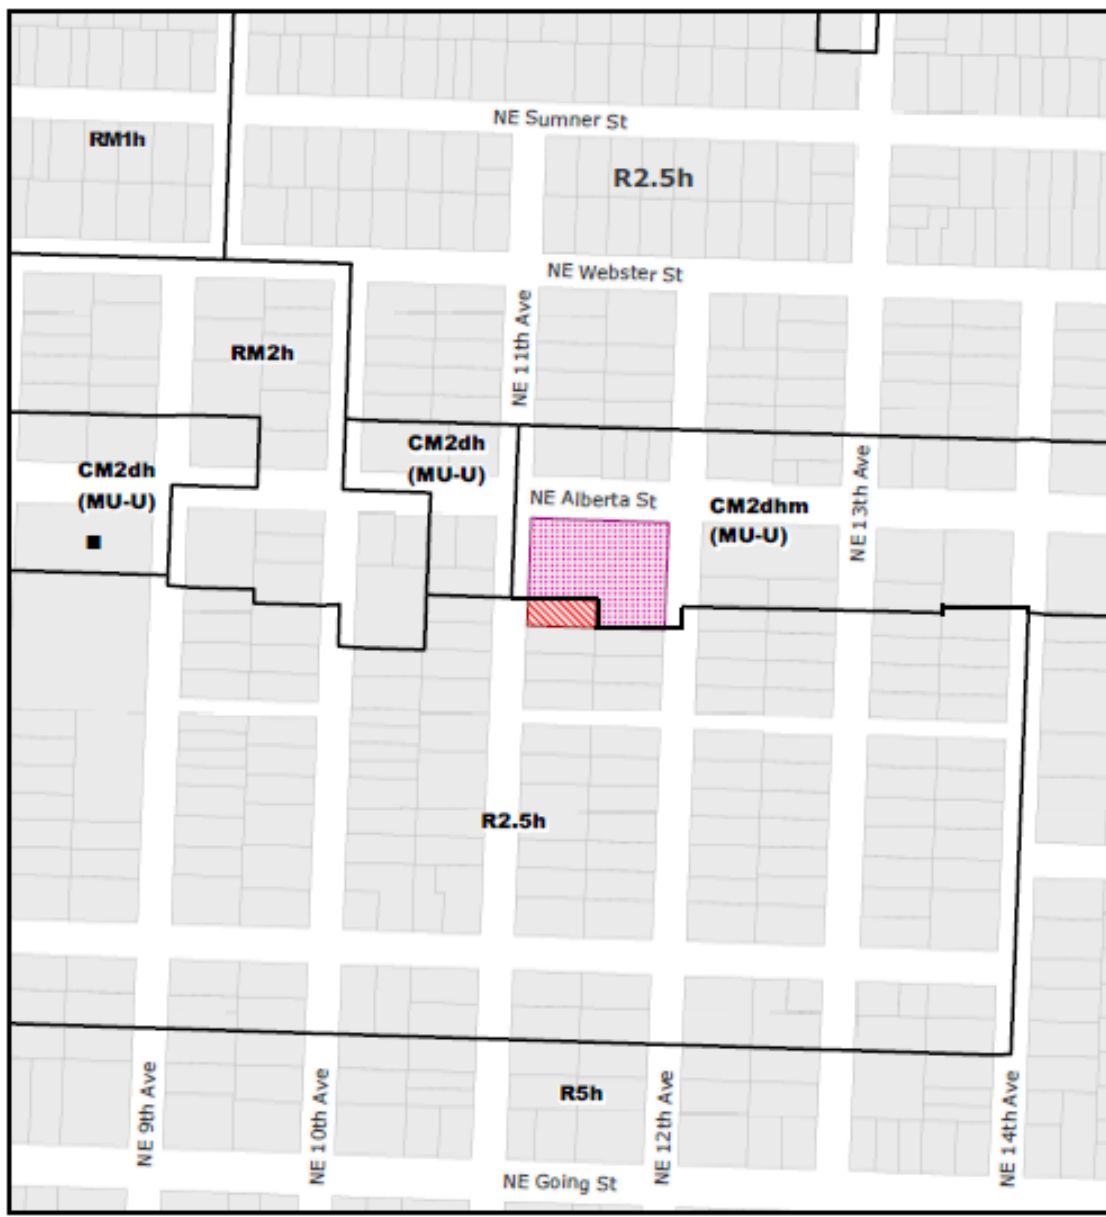 NE Sumner St
RM1h
R2.5h
NE Webster St
NE 11th Ave
RM2h
CM2dh
(MU-U)
CM2dh
(MU-U)
NE 13th Ave
NE Alberta St
CM2dhm
(MU-U)
R2.5h
R5h
NE 9th Ave
NE 10th Ave
NE 12th Ave
NE 14th Ave
NE Going St